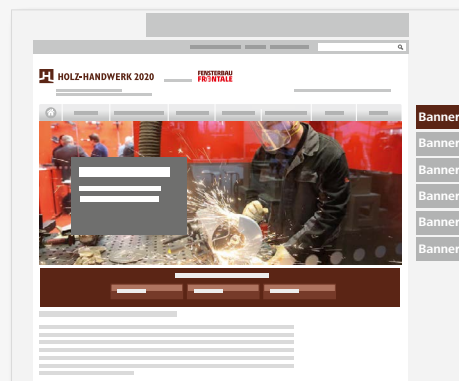 HOLZ-HANDWERK 2020
FENSTERBAU
FRONTALE
Banner
Banner
Banner
Banner
Banner
Banner